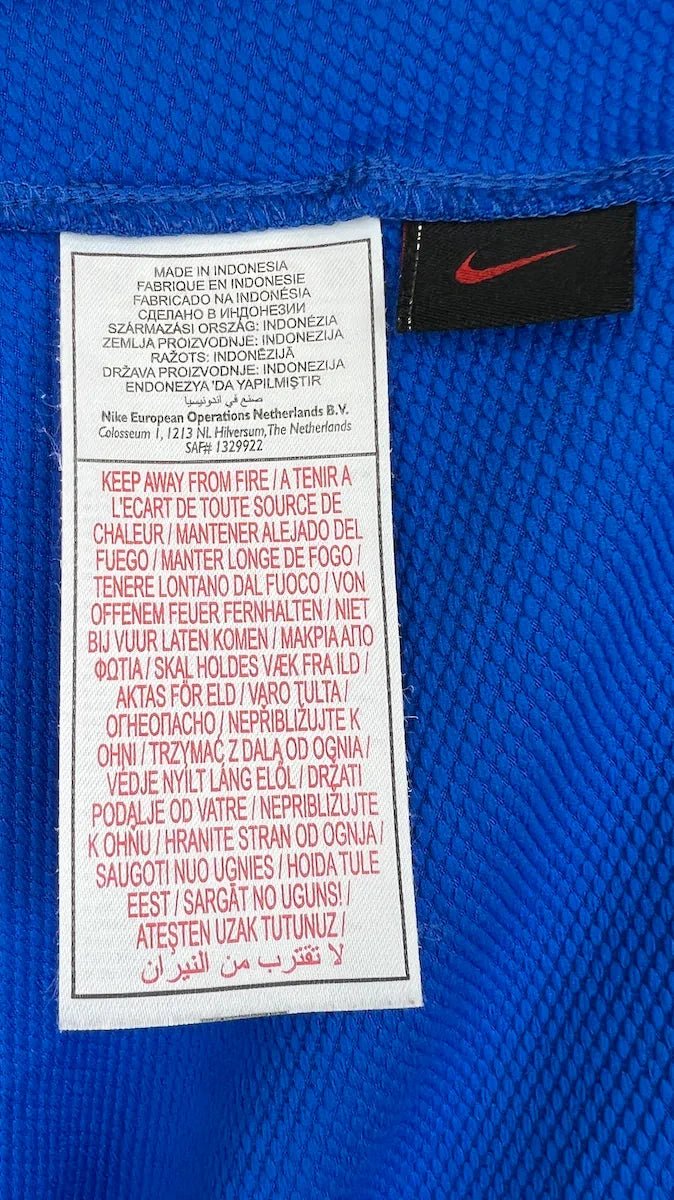 MADE IN INDONESIA
FABRIQUE EN INDONESIE
FABRICADO NA INDONÉSIA
СДЕЛАНО В ИНДОНЕЗИИ
SZÁRMAZÁSI ORSZÁG: INDONÉZIA
ZEMLJA PROIZVODNJE: INDONEZIJA
RAŽOTS: INDONĒZIJĀ
DRŽAVA PROIZVODNJE: INDONEZIJA
ENDONEZYA 'DA YAPILMIŞTIR
صنع في اندونيسيا
Nike European Operations Netherlands B.V.
Colosseum 1, 1213 NL Hilversum, The Netherlands
SAF# 1329922
KEEP AWAY FROM FIRE / A TENIR A
L'ECART DE TOUTE SOURCE DE
CHALEUR / MANTENER ALEJADO DEL
FUEGO / MANTER LONGE DE FOGO /
TENERE LONTANO DAL FUOCO / VON
OFFENEM FEUER FERNHALTEN / NIET
BIJ VUUR LATEN KOMEN / ΜΑΚΡΙΑ ΑΠΟ
ΦΩΤΙΑ / SKAL HOLDES VÆK FRA ILD /
AKTAS FÖR ELD / VARO TULTA /
ОГНЕОПАСНО / NEPŘIBLIŽUJTE K
OHNI / TRZYMAĆ Z DALA OD OGNIA /
VÉDJE NYÍLT LÁNG ELŐL / DRŽATI
PODALJE OD VATRE / NEPRIBLIŽUJTE
K OHŇU / HRANITE STRAN OD OGNJA /
SAUGOTI NUO UGNIES / HOIDA TULE
EEST / SARGĀT NO UGUNS! /
ATEŞTEN UZAK TUTUNUZ /
لا تقترب من النيران